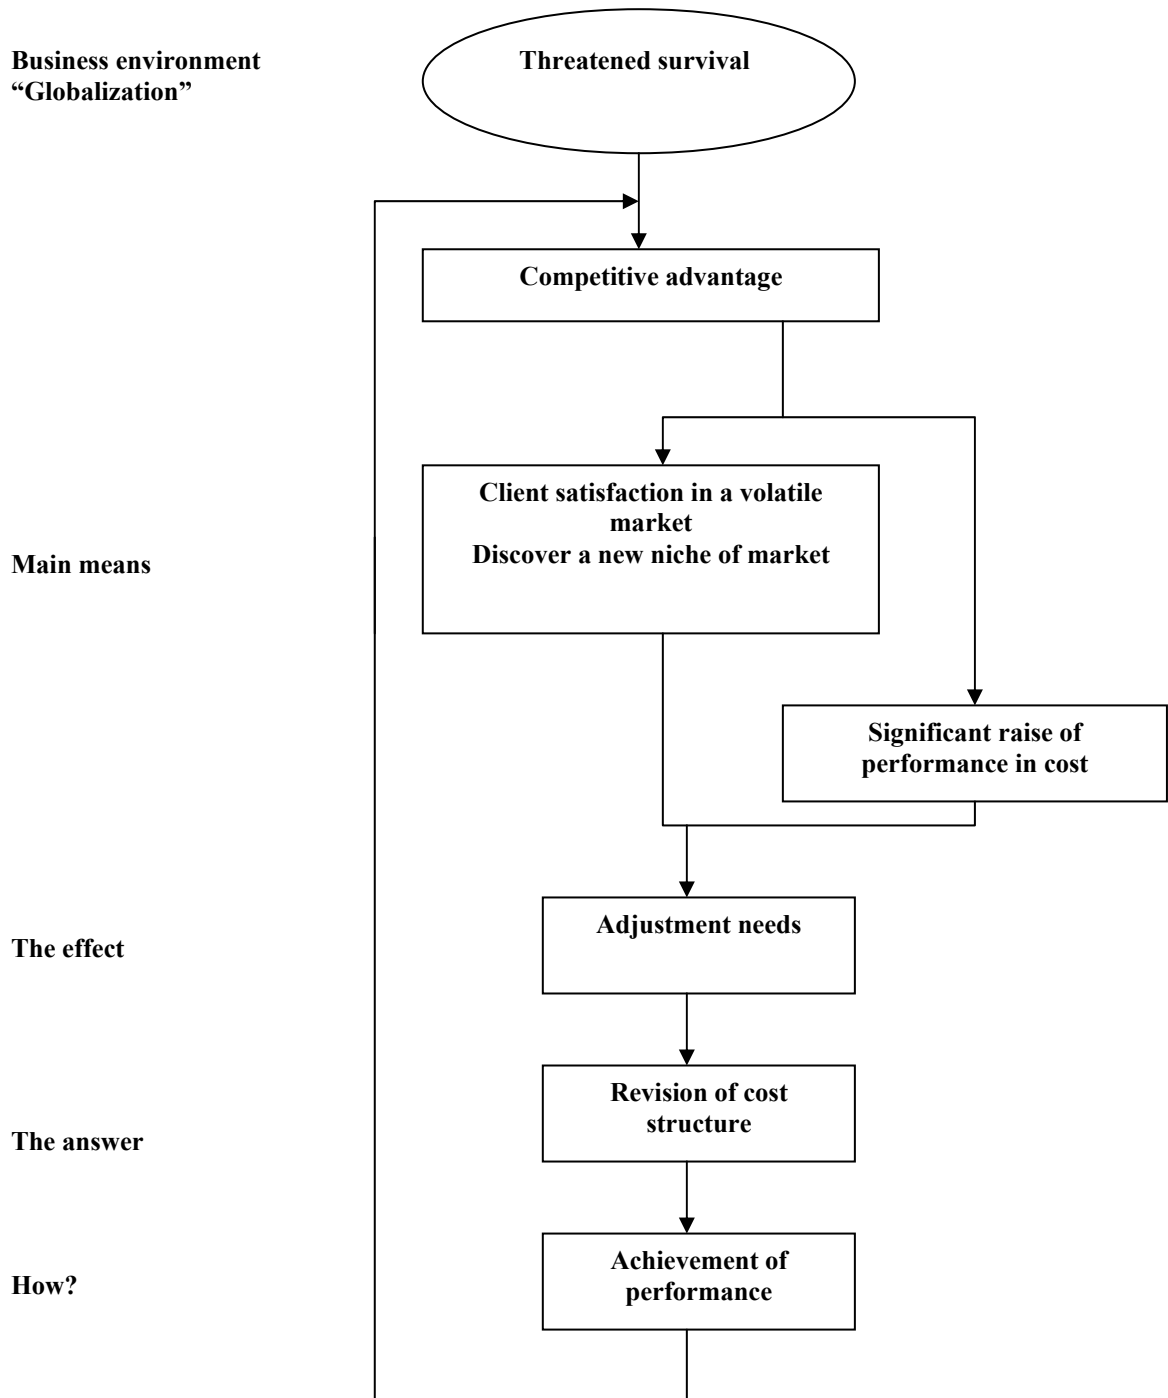 Business environment
“Globalization”
Threatened survival
Competitive advantage
Client satisfaction in a volatile
market
Discover a new niche of market
Main means
Significant raise of
performance in cost
Adjustment needs
The effect
Revision of cost
structure
The answer
Achievement of
performance
How?